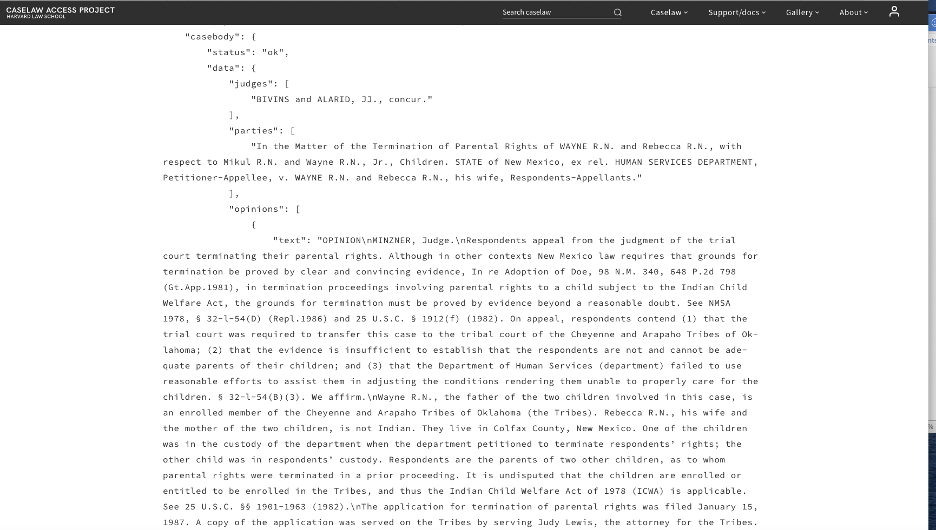 CASELAW ACCESS PROJECT
HARVARD LAW SCHOOL
Search caselaw
Caselaw
Support/docs
Gallery
About
"casebody": {
"status": "ok",
"data": {
"judges": [
"BIVINS and ALARID, JJ., concur."
],
"parties": [
"In the Matter of the Termination of Parental Rights of WAYNE R.N. and Rebecca R.N., with
respect to Mikul R.N. and Wayne R.N., Jr., Children. STATE of New Mexico, ex rel. HUMAN SERVICES DEPARTMENT,
Petitioner-Appellee, v. WAYNE R.N. and Rebecca R.N., his wife, Respondents-Appellants."
],
"opinions": [
{
"text": "OPINION\nMINZNER, Judge.\nRespondents appeal from the judgment of the trial
court terminating their parental rights. Although in other contexts New Mexico law requires that grounds for
termination be proved by clear and convincing evidence, In re Adoption of Doe, 98 N.M. 340, 648 P.2d 798
(Gt.App.1981), in termination proceedings involving parental rights to a child subject to the Indian Child
Welfare Act, the grounds for termination must be proved by evidence beyond a reasonable doubt. See NMSA
1978, § 32-l-54(D) (Repl.1986) and 25 U.S.C. § 1912(f) (1982). On appeal, respondents contend (1) that the
trial court was required to transfer this case to the tribal court of the Cheyenne and Arapaho Tribes of Ok-
lahoma; (2) that the evidence is insufficient to establish that the respondents are not and cannot be ade-
quate parents of their children; and (3) that the Department of Human Services (department) failed to use
reasonable efforts to assist them in adjusting the conditions rendering them unable to properly care for the
children. § 32-l-54(B)(3). We affirm.\nWayne R.N., the father of the two children involved in this case, is
an enrolled member of the Cheyenne and Arapaho Tribes of Oklahoma (the Tribes). Rebecca R.N., his wife and
the mother of the two children, is not Indian. They live in Colfax County, New Mexico. One of the children
was in the custody of the department when the department petitioned to terminate respondents' rights; the
other child was in respondents' custody. Respondents are the parents of two other children, as to whom
parental rights were terminated in a prior proceeding. It is undisputed that the children are enrolled or
entitled to be enrolled in the Tribes, and thus the Indian Child Welfare Act of 1978 (ICWA) is applicable.
See 25 U.S.C. §§ 1901-1963 (1982).\nThe application for termination of parental rights was filed January 15,
1987. A copy of the application was served on the Tribes by serving Judy Lewis, the attorney for the Tribes.